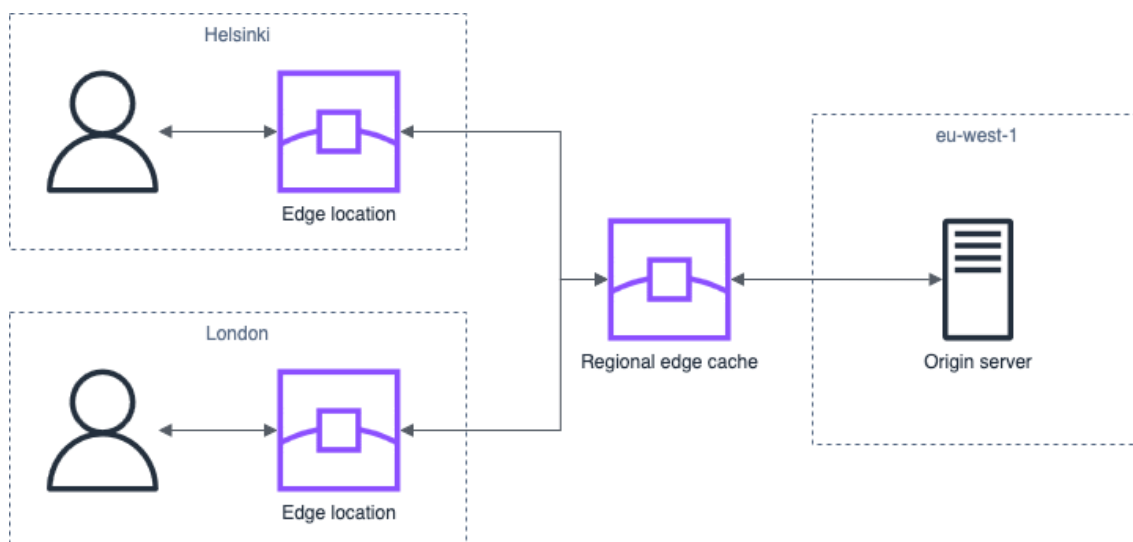 Helsinki
Edge location
London
Edge location
Regional edge cache
eu-west-1
Origin server